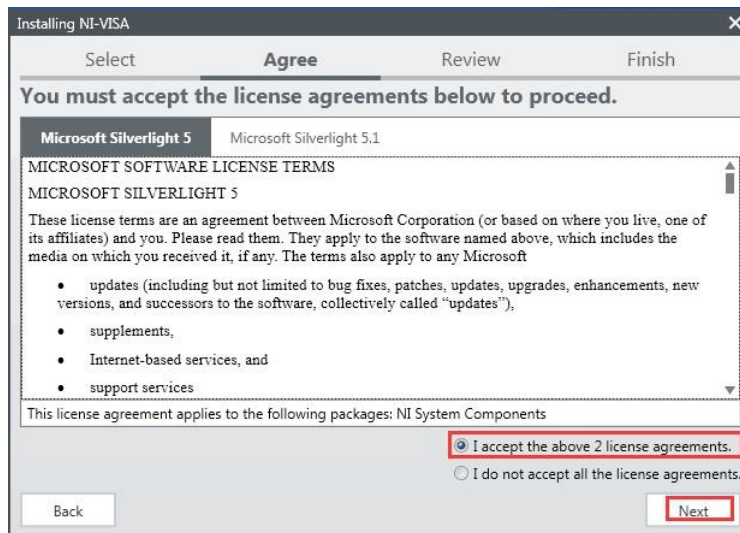 Installing NI-VISA
Select Agree Review Finish
You must accept the license agreements below to proceed.
Microsoft Silverlight 5 Microsoft Silverlight 5.1
MICROSOFT SOFTWARE LICENSE TERMS
MICROSOFT SILVERLIGHT 5
These license terms are an agreement between Microsoft Corporation (or based on where you live, one of
its affiliates) and you. Please read them. They apply to the software named above, which includes the
media on which you received it, if any. The terms also apply to any Microsoft
• updates (including but not limited to bug fixes, patches, updates, upgrades, enhancements, new
versions, and successors to the software, collectively called “updates”),
• supplements,
• Internet-based services, and
• support services
This license agreement applies to the following packages: NI System Components
I accept the above 2 license agreements.
I do not accept all the license agreements.
Back Next